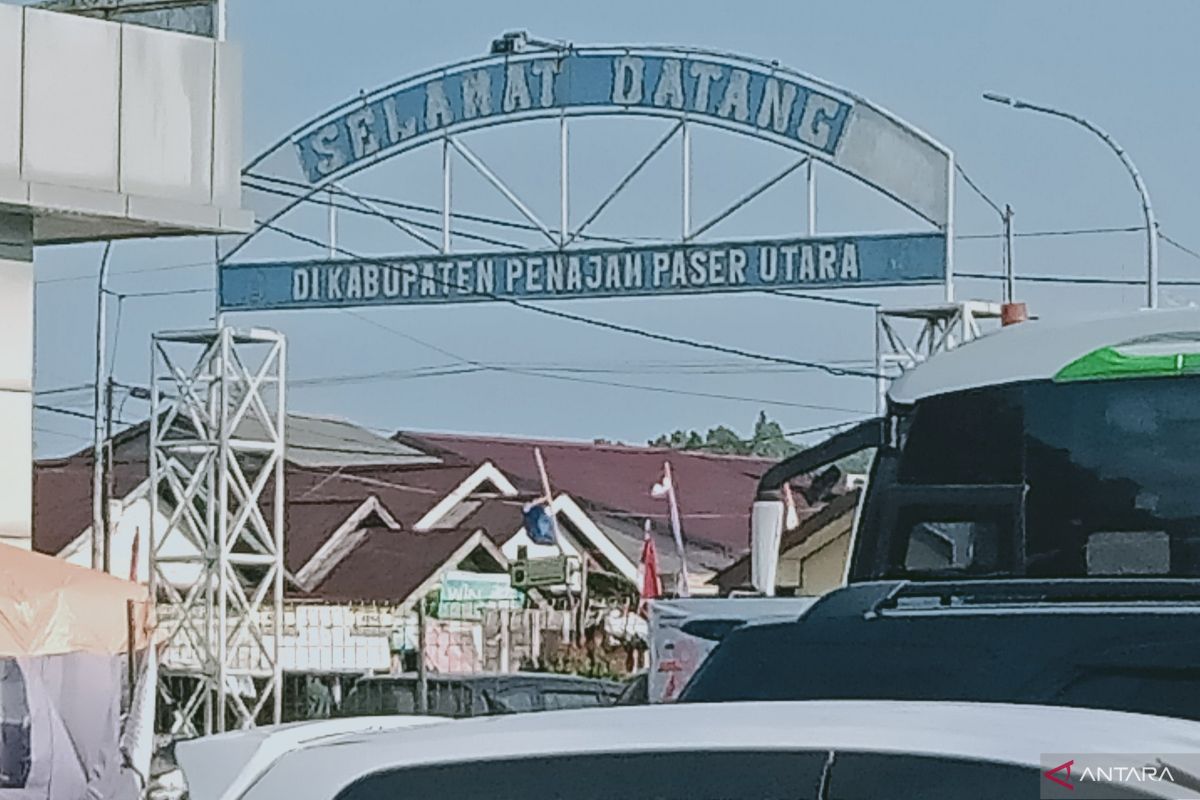 SELAMAT DATANG
DI KABUPATEN PENAJAM PASER UTARA
ANTARA